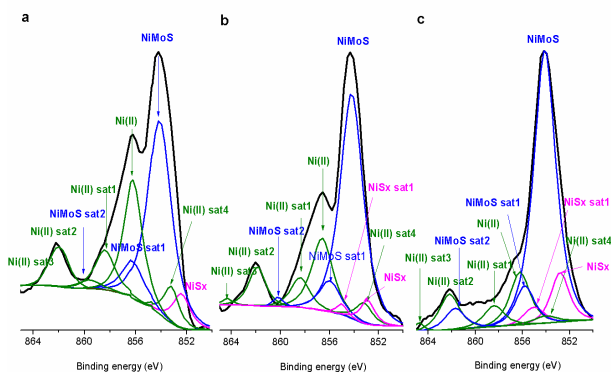 a
NiMoS
Ni(II)
Ni(II) sat1
Ni(II) sat4
NiMoS sat2
Ni(II) sat2
NiMoS sat1
Ni(II) sat3
NiSx
864 860 856 852
Binding energy (eV)
b
NiMoS
Ni(II)
NiSx sat1
Ni(II) sat1
NiMoS sat2
Ni(II) sat4
Ni(II) sat2
NiMoS sat1
Ni(II) sat3
NiSx
864 860 856 852
Binding energy (eV)
c
NiMoS
NiMoS sat1
NiSx sat1
Ni(II)
NiMoS sat2
Ni(II) sat4
Ni(II) sat3
Ni(II) sat1
NiSx
Ni(II) sat2
864 860 856 852
Binding energy (eV)